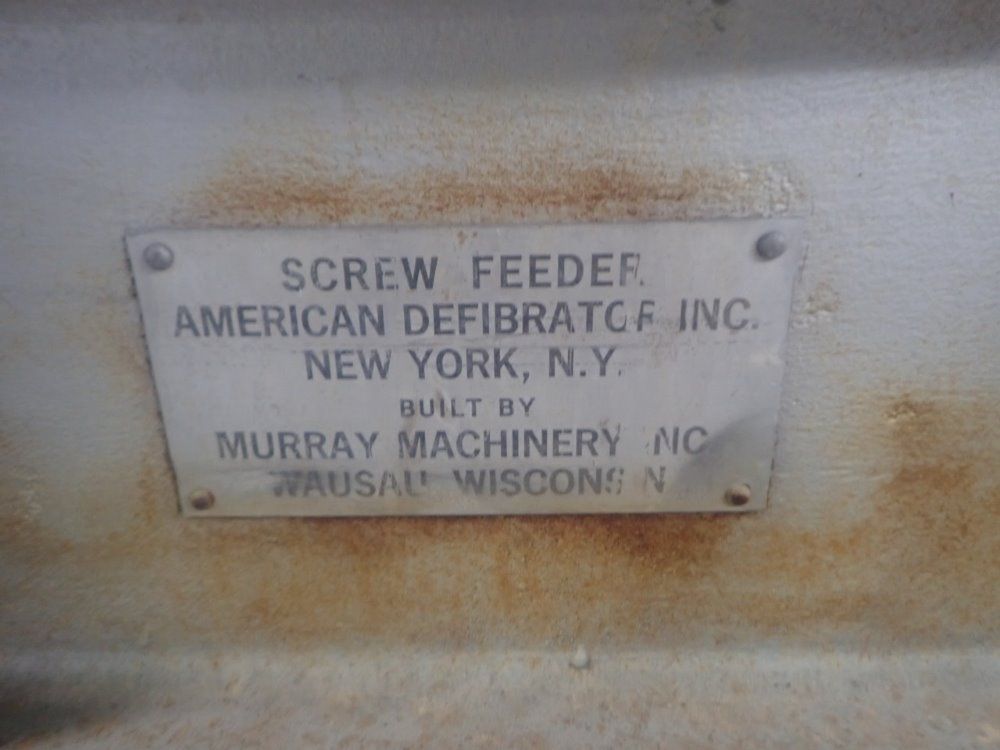 SCREW FEEDER
AMERICAN DEFIBRATOR INC.
NEW YORK, N.Y.
BUILT BY
MURRAY MACHINERY INC
WAUSAU WISCONSIN